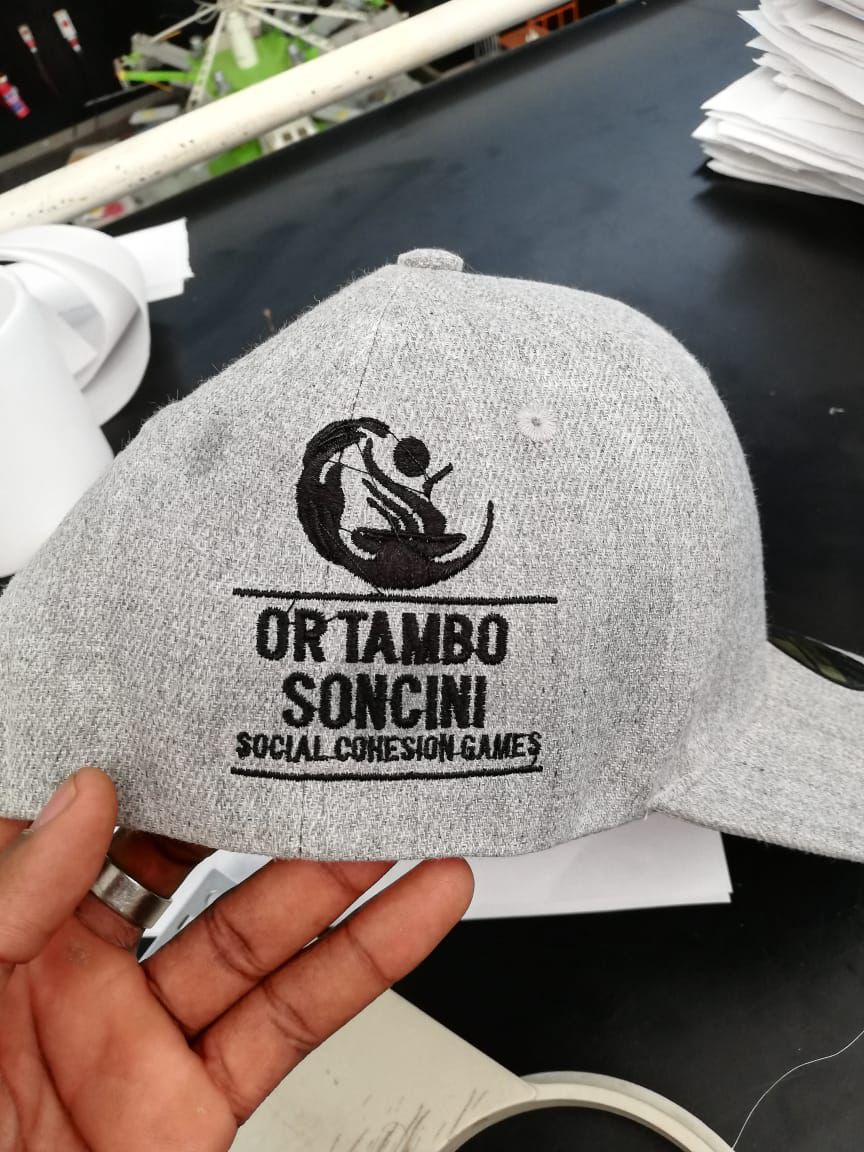 OR TAMBO
SONCINI
SOCIAL COHESION GAMES